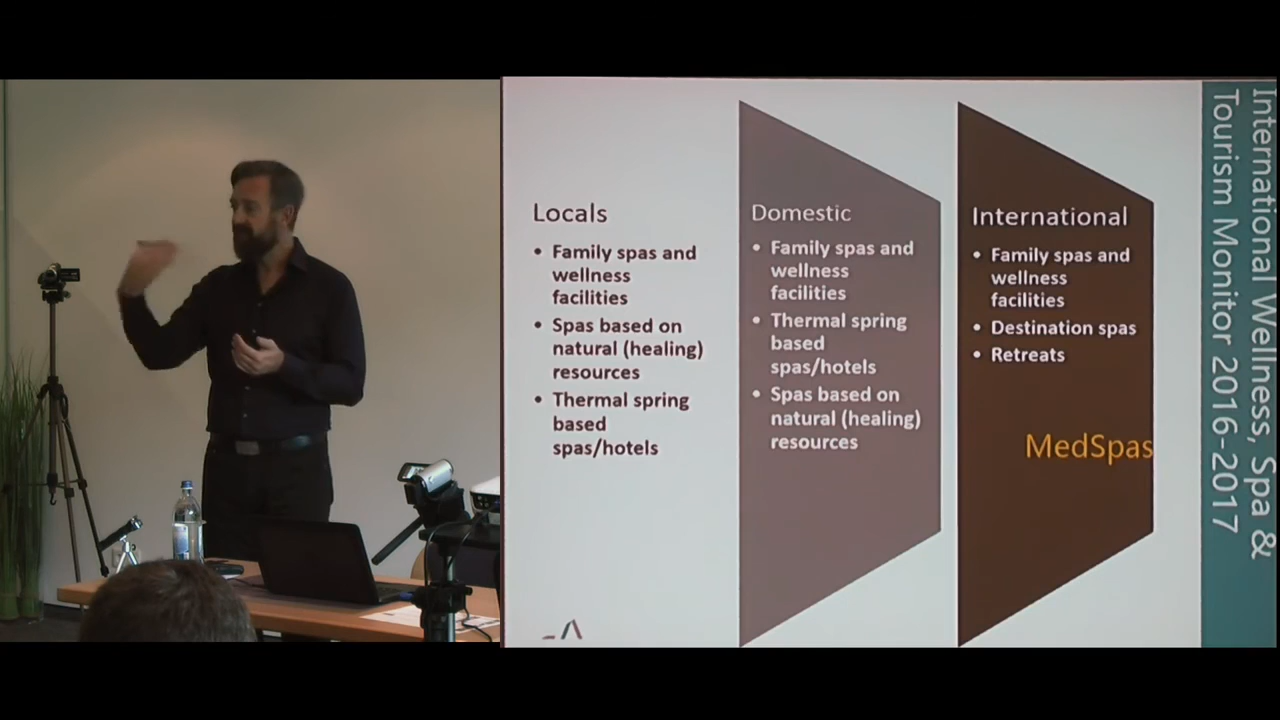 Locals
• Family spas and
wellness
facilities
• Spas based on
natural (healing)
resources
• Thermal spring
based
spas/hotels
Domestic
• Family spas and
wellness
facilities
• Thermal spring
based
spas/hotels
• Spas based on
natural (healing)
resources
International
• Family spas and
wellness
facilities
• Destination spas
• Retreats
MedSpas
International Wellness, Spa &
Tourism Monitor 2016-2017